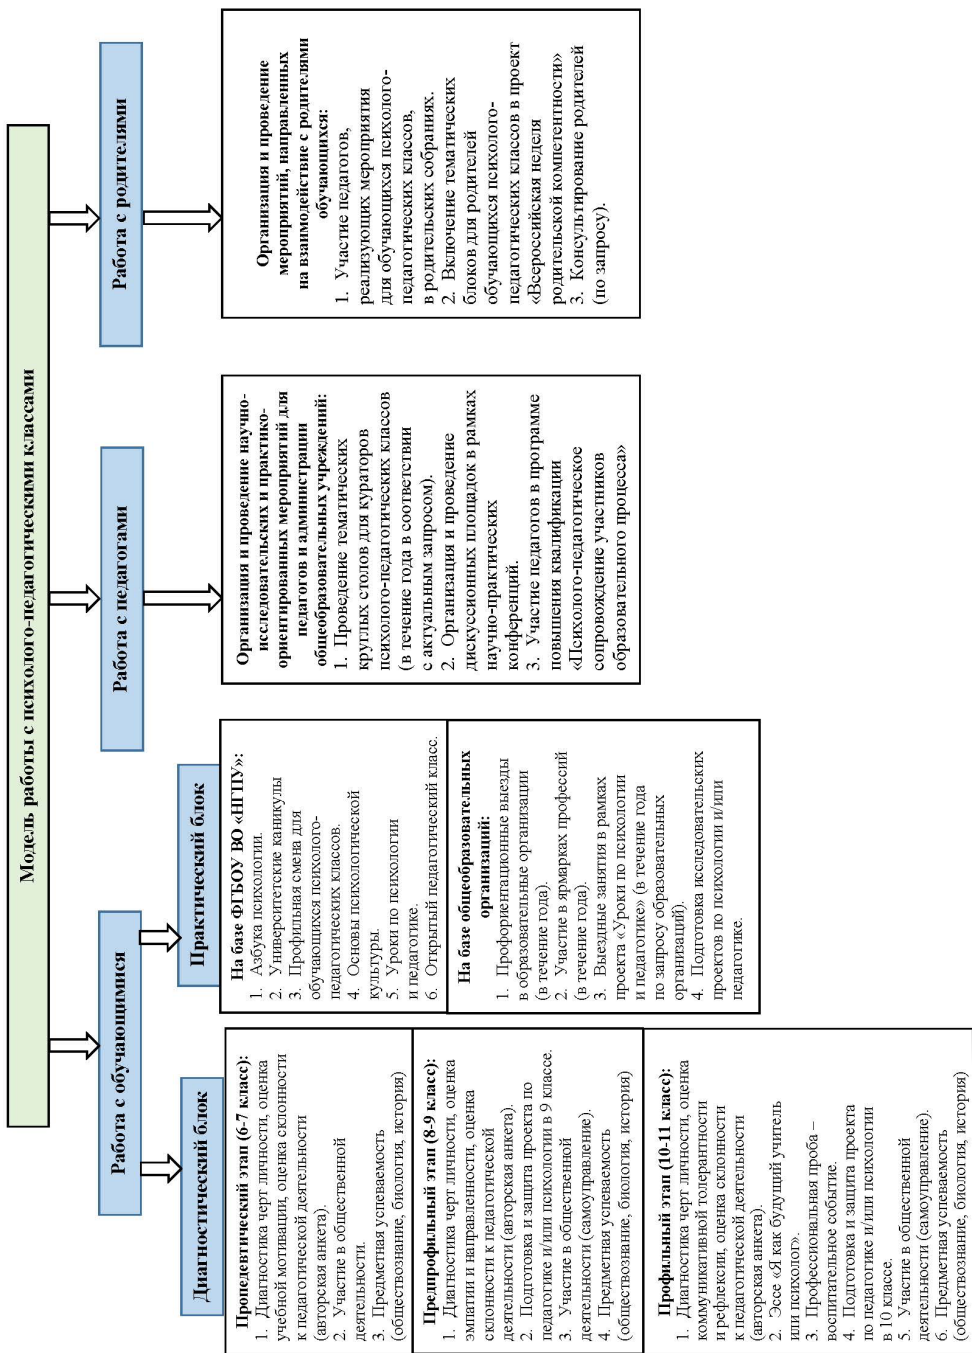 Модель работы с психолого-педагогическими классами
Работа с обучающимися
Диагностический блок
Пропедевтический этап (6-7 класс):
1. Диагностика черт личности, оценка
учебной мотивации, оценка склонности
к педагогической деятельности
(авторская анкета).
2. Участие в общественной
деятельности.
3. Предметная успеваемость
(обществознание, биология, история)
Предпрофильный этап (8-9 класс):
1. Диагностика черт личности, оценка
эмпатии и направленности, оценка
склонности к педагогической
деятельности (авторская анкета).
2. Подготовка и защита проекта по
педагогике и/или психологии в 9 классе.
3. Участие в общественной
деятельности (самоуправление).
4. Предметная успеваемость
(обществознание, биология, история)
Профильный этап (10-11 класс):
1. Диагностика черт личности, оценка
коммуникативной толерантности
и рефлексии, оценка склонности
к педагогической деятельности
(авторская анкета).
2. Эссе «Я как будущий учитель
или психолог».
3. Профессиональная проба –
воспитательное событие.
4. Подготовка и защита проекта
по педагогике и/или психологии
в 10 классе.
5. Участие в общественной
деятельности (самоуправление).
6. Предметная успеваемость
(обществознание, биология, история)
Практический блок
На базе ФГБОУ ВО «НГПУ»:
1. Азбука психологии.
2. Университетские каникулы
3. Профильная смена для
обучающихся психолого-
педагогических классов.
4. Основы психологической
культуры.
5. Уроки по психологии
и педагогике.
6. Открытый педагогический класс.
На базе общеобразовательных
организаций:
1. Профориентационные выезды
в образовательные организации
(в течение года).
2. Участие в ярмарках профессий
(в течение года).
3. Выездные занятия в рамках
проекта «Уроки по психологии
и педагогике» (в течение года
по запросу образовательных
организаций).
4. Подготовка исследовательских
проектов по психологии и/или
педагогике.
Работа с педагогами
Организация и проведение научно-
исследовательских и практико-
ориентированных мероприятий для
педагогов и администрации
общеобразовательных учреждений:
1. Проведение тематических
круглых столов для кураторов
психолого-педагогических классов
(в течение года в соответствии
с актуальным запросом).
2. Организация и проведение
дискуссионных площадок в рамках
научно-практических
конференций.
3. Участие педагогов в программе
повышения квалификации
«Психолого-педагогическое
сопровождение участников
образовательного процесса»
Работа с родителями
Организация и проведение
мероприятий, направленных
на взаимодействие с родителями
обучающихся:
1. Участие педагогов,
реализующих мероприятия
для обучающихся психолого-
педагогических классов,
в родительских собраниях.
2. Включение тематических
блоков для родителей
обучающихся психолого-
педагогических классов в проект
«Всероссийская неделя
родительской компетентности»
3. Консультирование родителей
(по запросу).